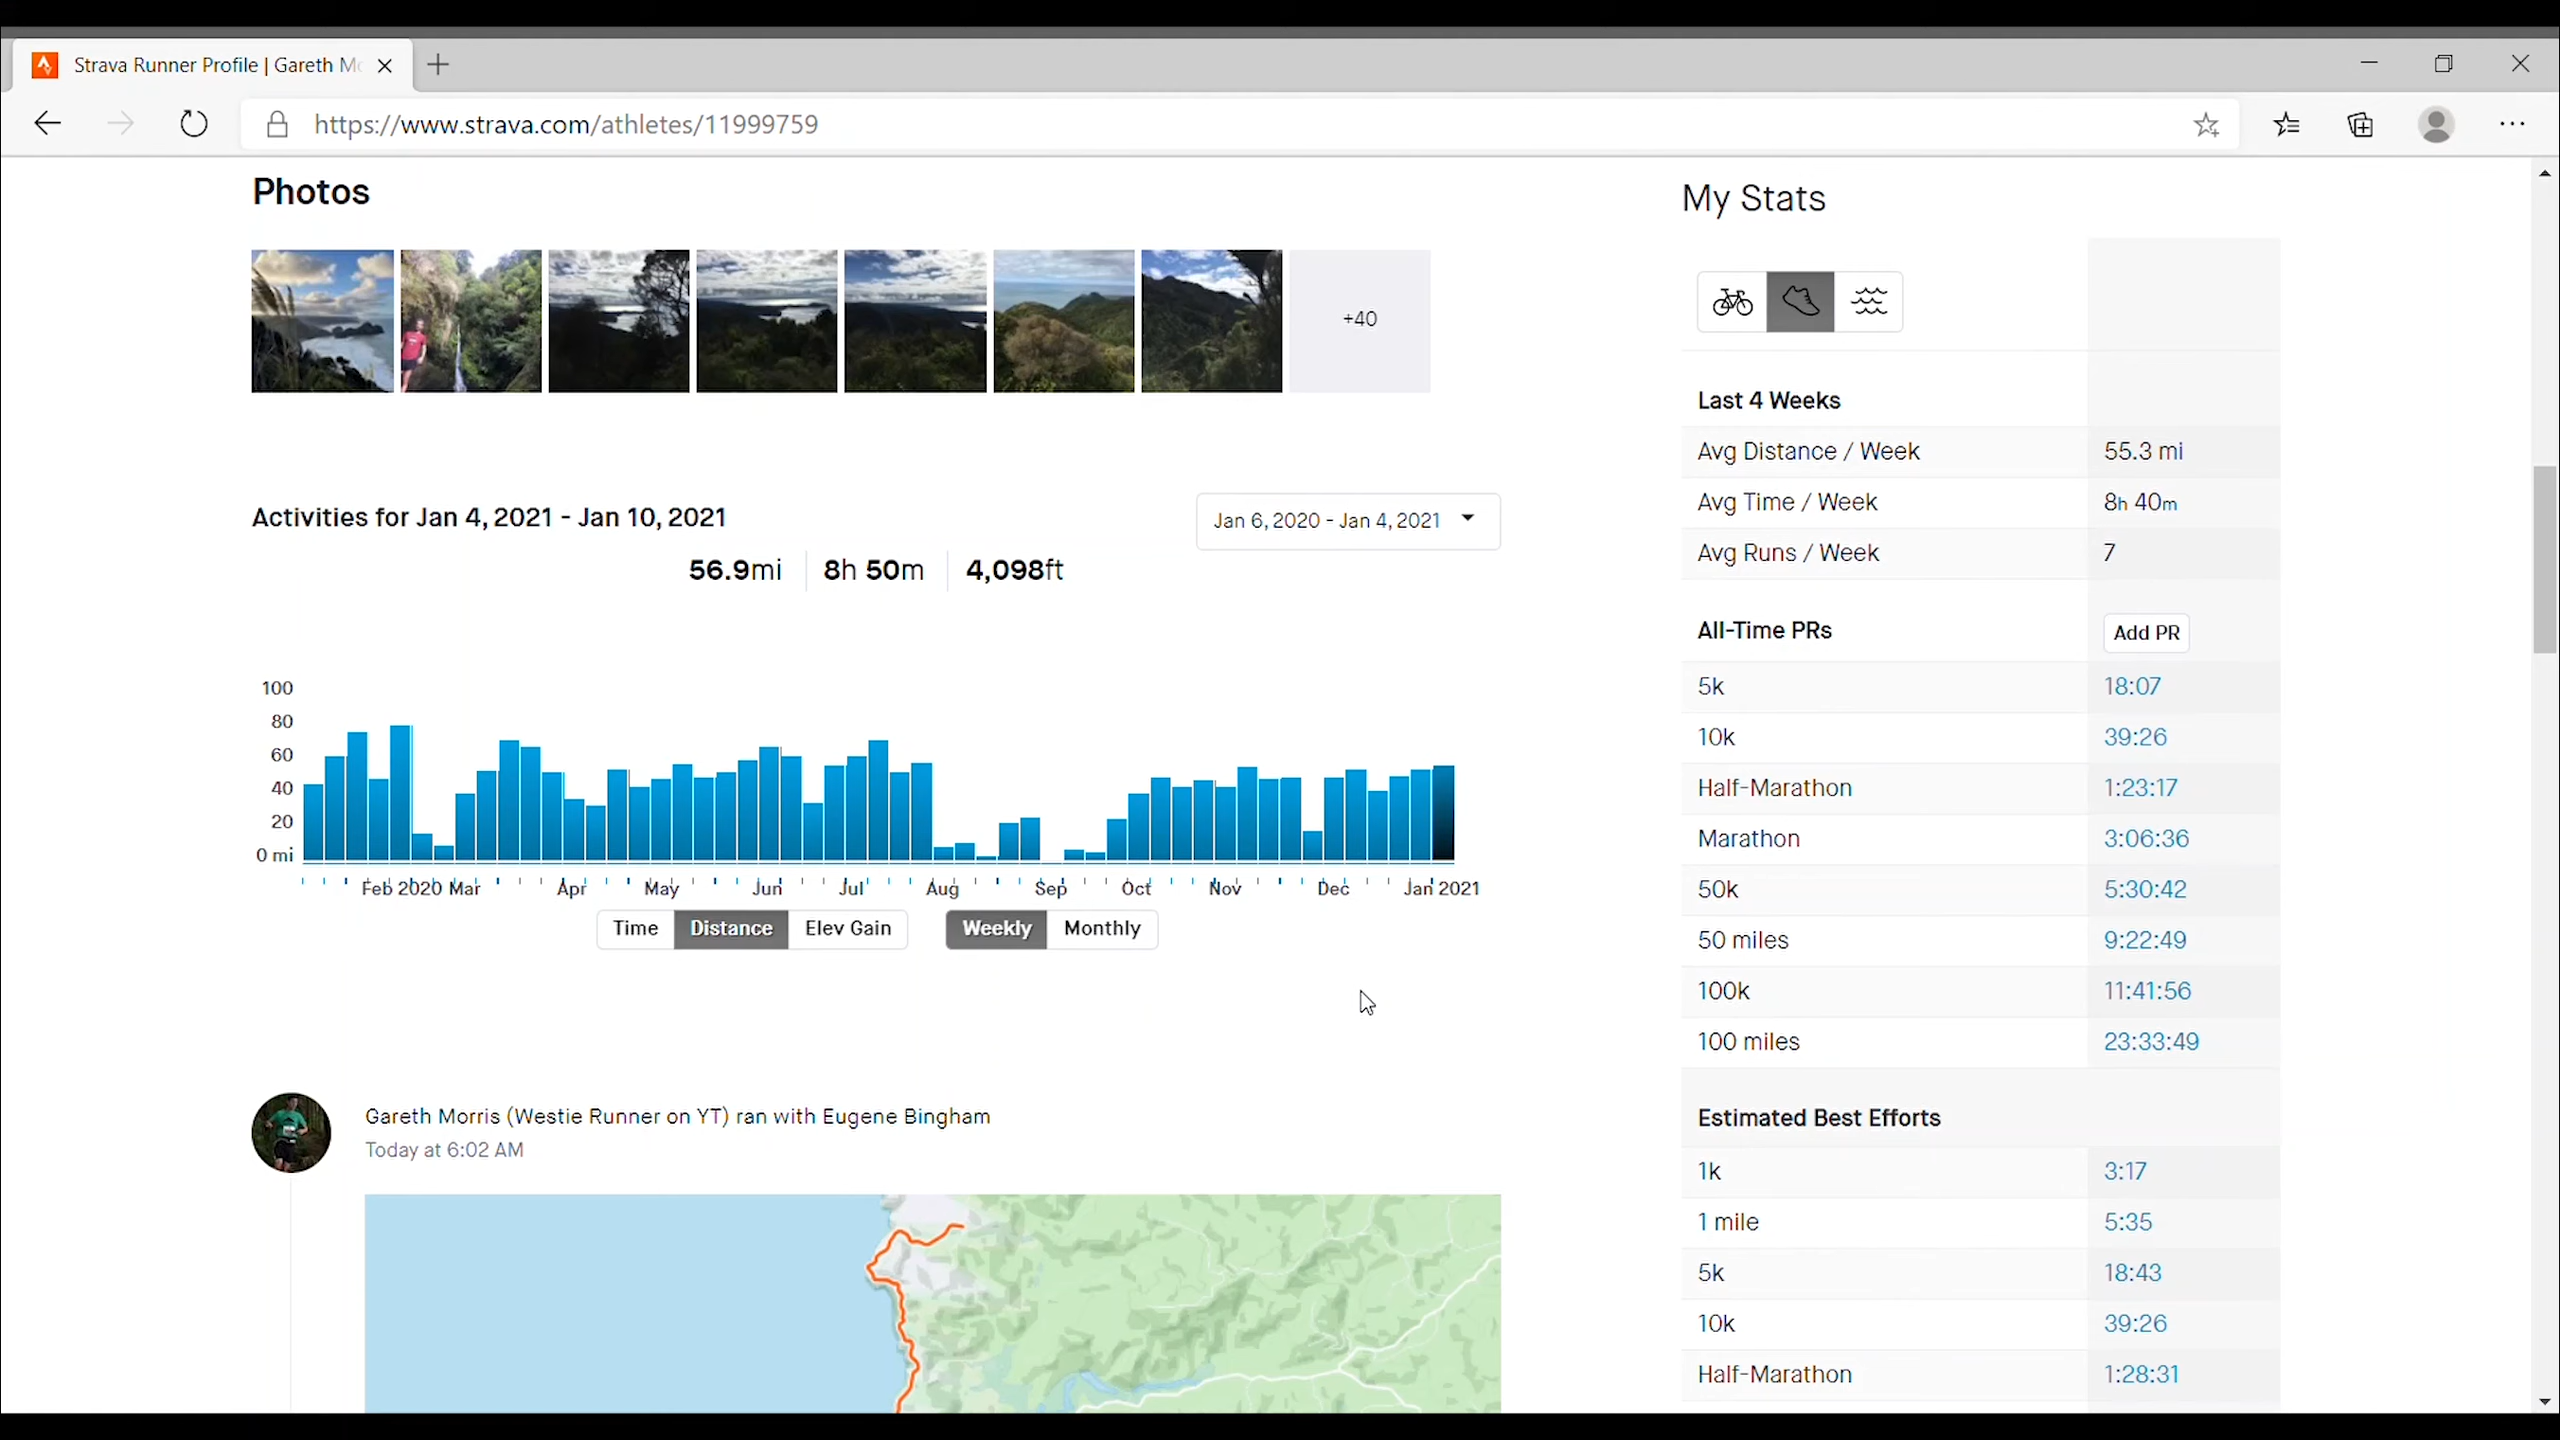 Strava Runner Profile | Gareth Mo
https://www.strava.com/athletes/11999759
Photos
+40
Activities for Jan 4, 2021 - Jan 10, 2021
Jan 6, 2020 - Jan 4, 2021
56.9mi 8h 50m 4,098ft
100
80
60
40
20
0 mi
Feb 2020 Mar Apr May Jun Jul Aug Sep Oct Nov Dec Jan 2021
Time Distance Elev Gain Weekly Monthly
Gareth Morris (Westie Runner on YT) ran with Eugene Bingham
Today at 6:02 AM
My Stats
Last 4 Weeks
Avg Distance / Week 55.3 mi
Avg Time / Week 8h 40m
Avg Runs / Week 7
All-Time PRs Add PR
5k 18:07
10k 39:26
Half-Marathon 1:23:17
Marathon 3:06:36
50k 5:30:42
50 miles 9:22:49
100k 11:41:56
100 miles 23:33:49
Estimated Best Efforts
1k 3:17
1 mile 5:35
5k 18:43
10k 39:26
Half-Marathon 1:28:31